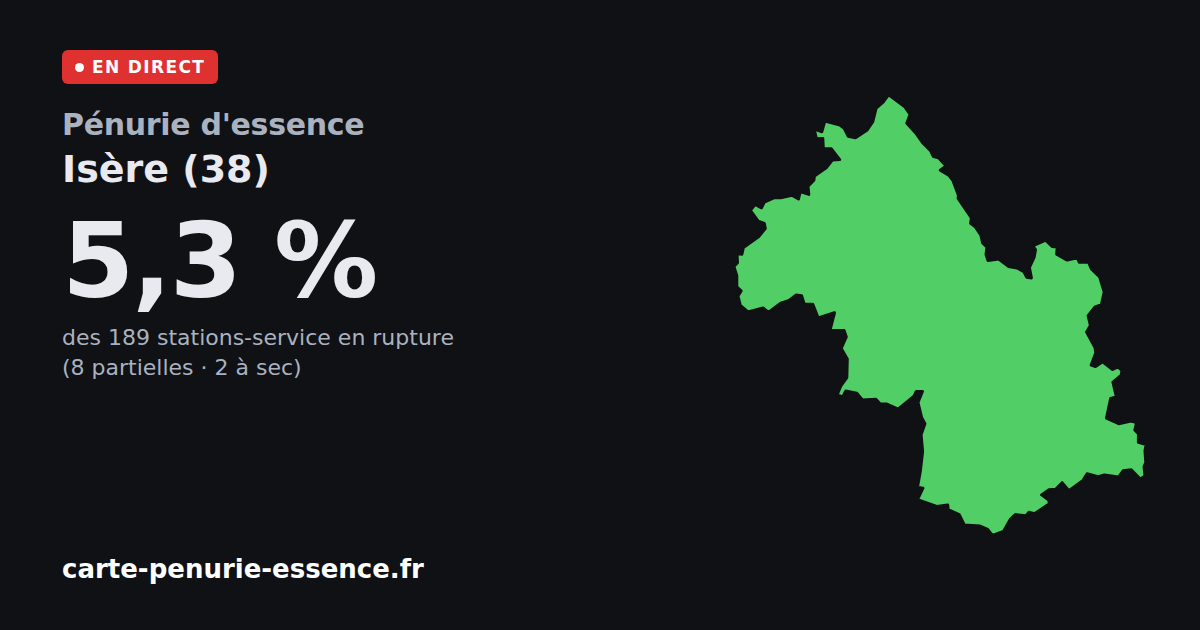 EN DIRECT
Pénurie d'essence
Isère (38)
5,3 %
des 189 stations-service en rupture
(8 partielles · 2 à sec)
carte-penurie-essence.fr